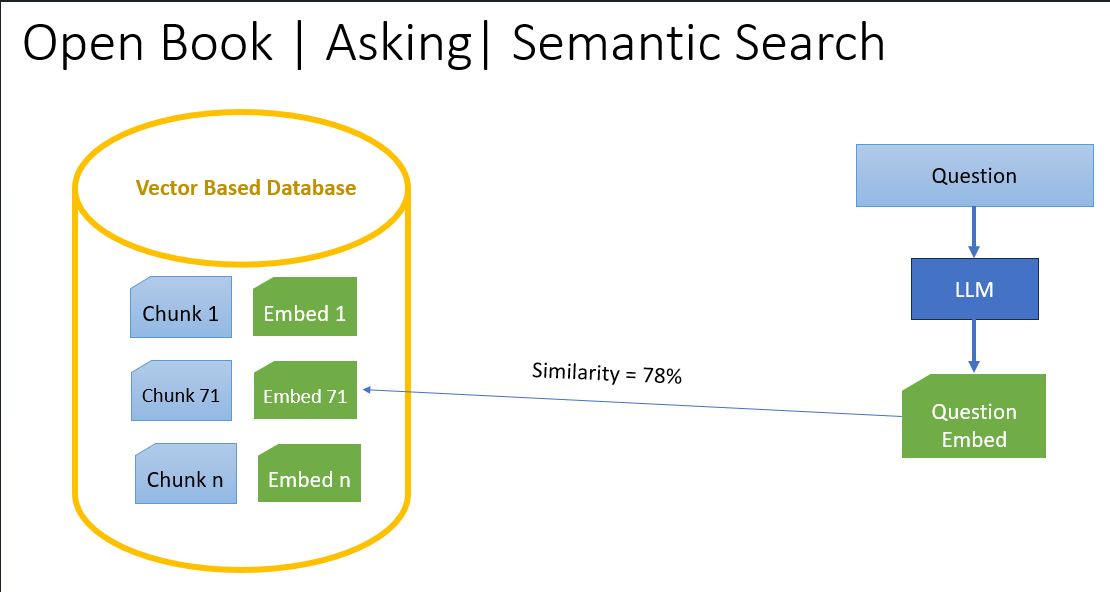 Open Book | Asking| Semantic Search
Vector Based Database
Question
Chunk 1
Embed 1
LLM
Chunk 71
Embed 71
Similarity = 78%
Question
Embed
Chunk n
Embed n